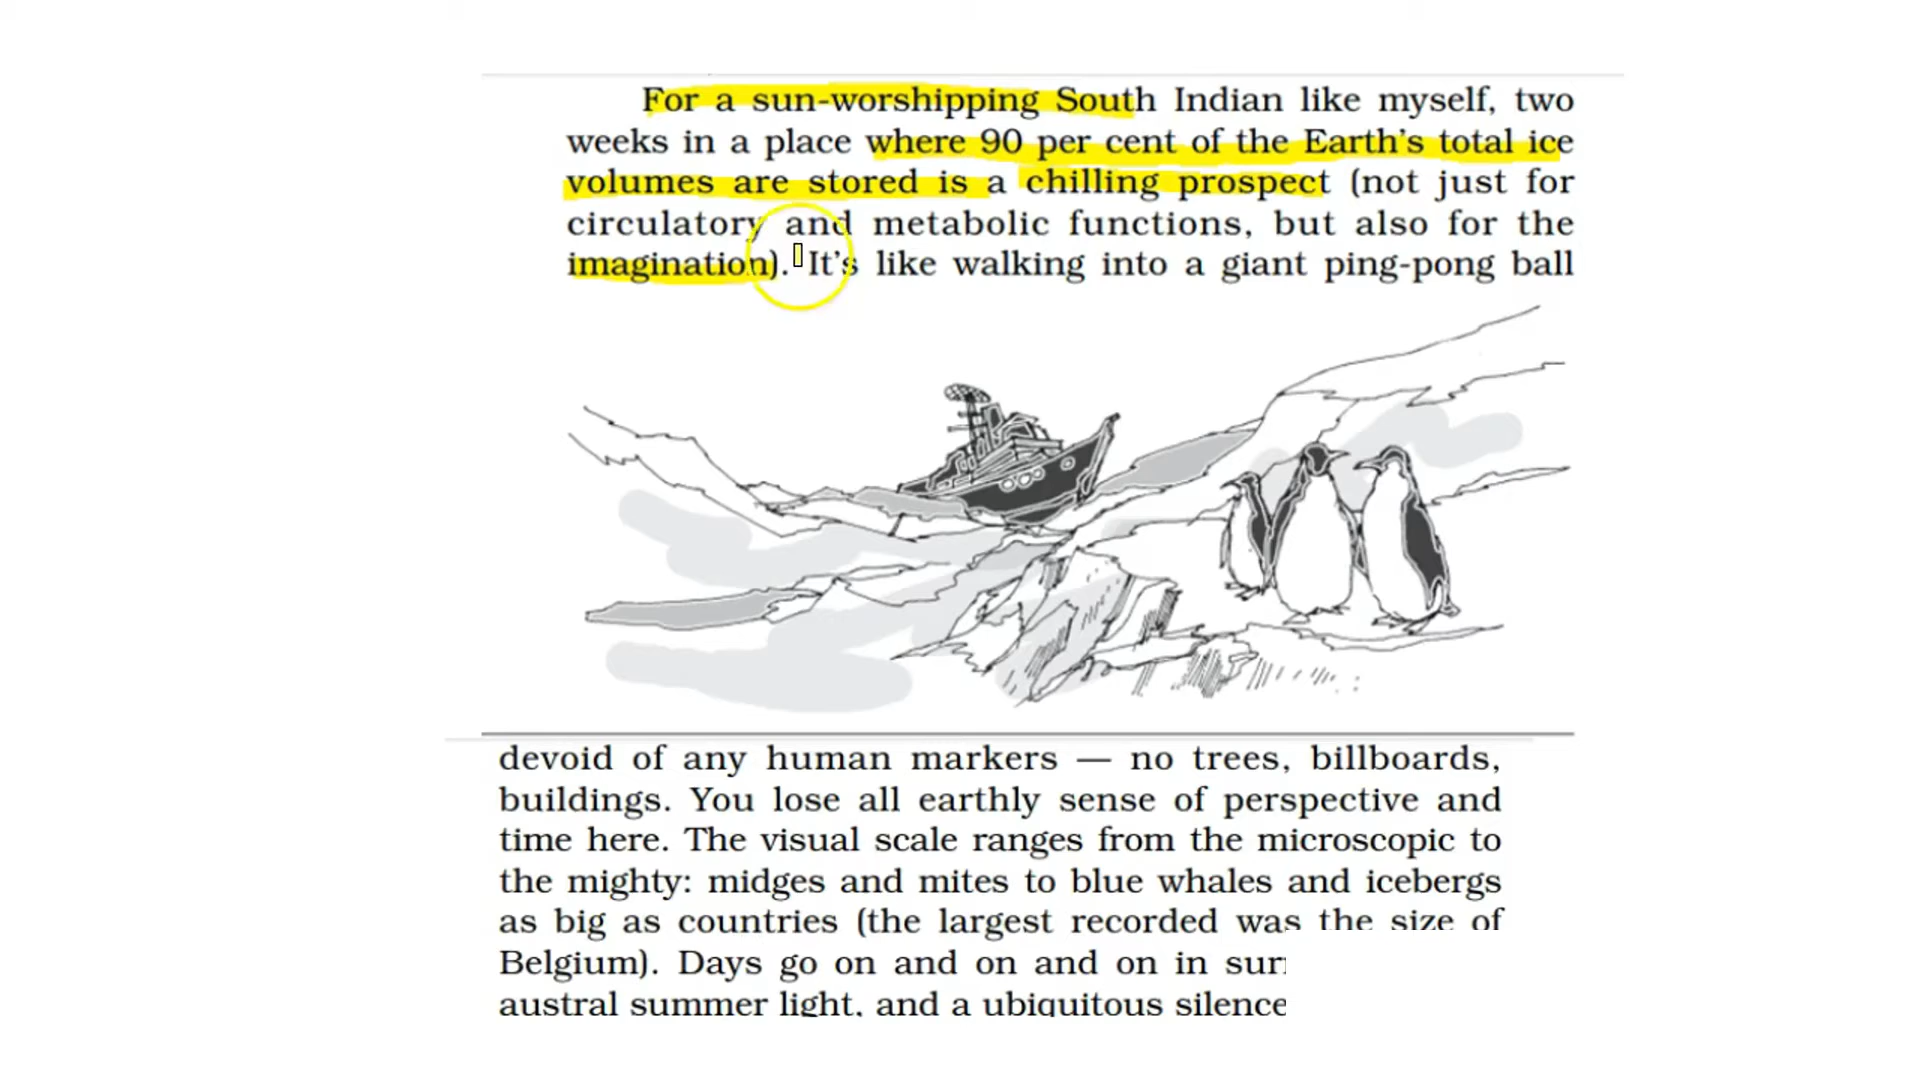 For a sun-worshipping South Indian like myself, two
weeks in a place where 90 per cent of the Earth's total ice
volumes are stored is a chilling prospect (not just for
circulatory and metabolic functions, but also for the
imagination). It's like walking into a giant ping-pong ball
devoid of any human markers — no trees, billboards,
buildings. You lose all earthly sense of perspective and
time here. The visual scale ranges from the microscopic to
the mighty: midges and mites to blue whales and icebergs
as big as countries (the largest recorded was the size of
Belgium). Days go on and on and on in
austral summer light, and a ubiquitous silence